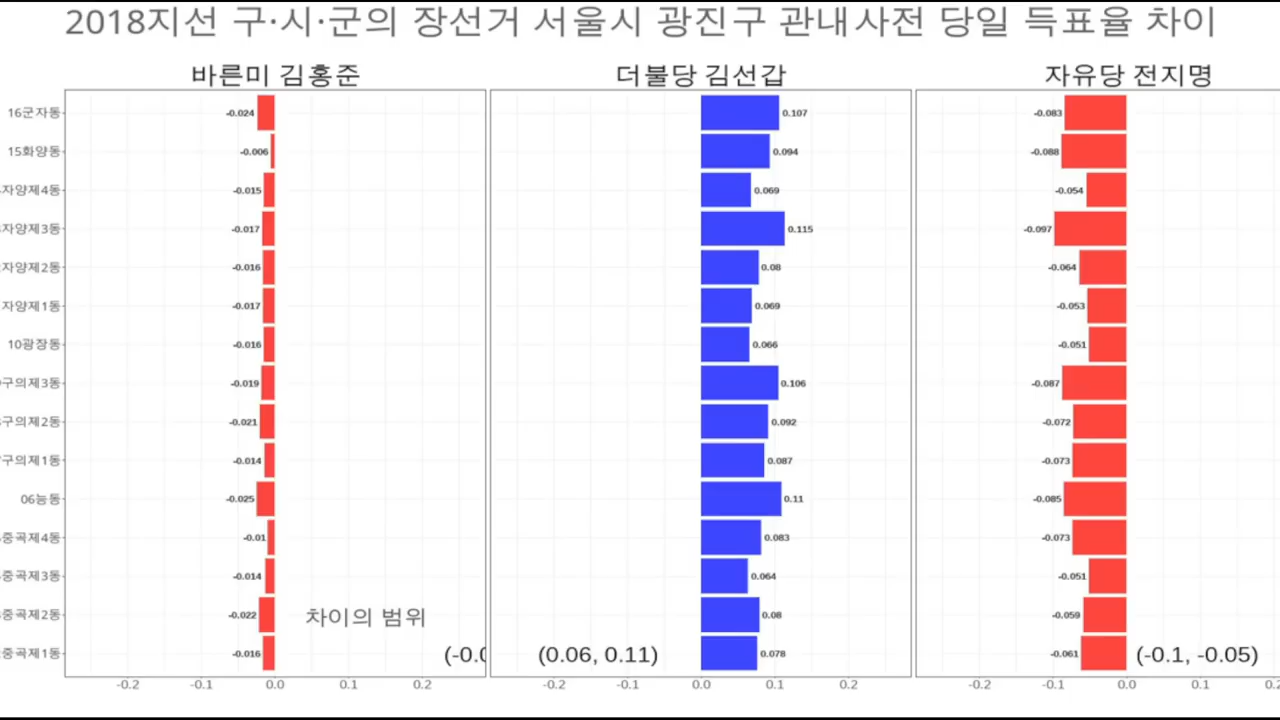 2018지선 구·시·군의 장선거 서울시 광진구 관내사전 당일 득표율 차이
바른미 김홍준 더불당 김선갑 자유당 전지명
16군자동 -0.024 0.107 -0.083
15화양동 -0.006 0.094 -0.088
자양제4동 -0.015 0.069 -0.054
자양제3동 -0.017 0.115 -0.097
자양제2동 -0.016 0.08 -0.064
자양제1동 -0.017 0.069 -0.053
10광장동 -0.016 0.066 -0.051
구의제3동 -0.019 0.106 -0.087
구의제2동 -0.021 0.092 -0.072
구의제1동 -0.014 0.087 -0.073
06능동 -0.025 0.11 -0.085
중곡제4동 -0.01 0.083 -0.073
중곡제3동 -0.014 0.064 -0.051
중곡제2동 -0.022 차이의 범위 0.08 -0.059
중곡제1동 -0.016 (-0.0 (0.06, 0.11) 0.078 -0.061 (-0.1, -0.05)
-0.2 -0.1 0.0 0.1 0.2 -0.2 -0.1 0.0 0.1 0.2 -0.2 -0.1 0.0 0.1 0.2